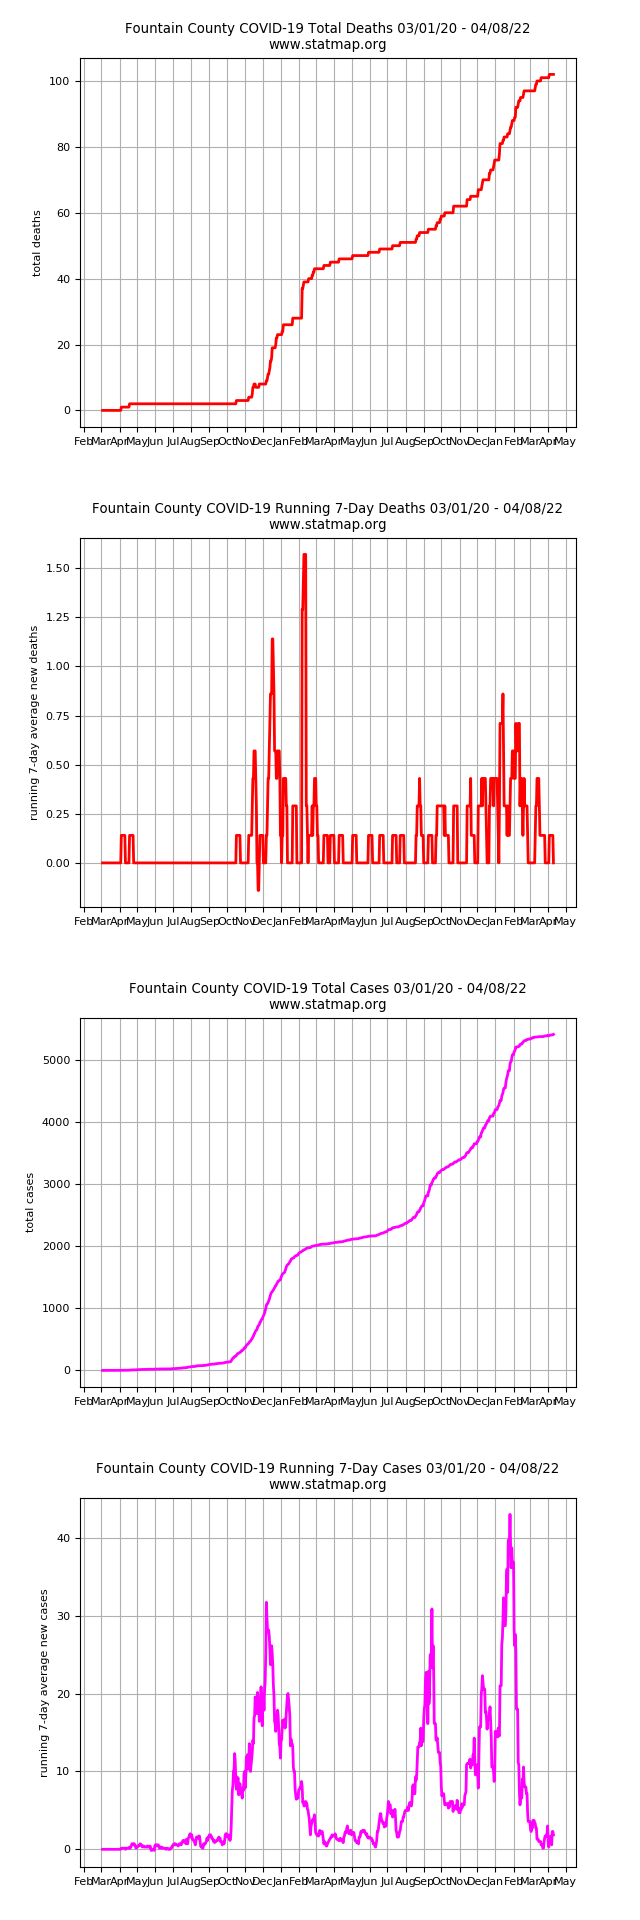 Fountain County COVID-19 Total Deaths 03/01/20 - 04/08/22
www.statmap.org
100
80
60
40
20
0
total deaths
Feb Mar Apr May Jun Jul Aug Sep Oct Nov Dec Jan Feb Mar Apr May Jun Jul Aug Sep Oct Nov Dec Jan Feb Mar Apr May
Fountain County COVID-19 Running 7-Day Deaths 03/01/20 - 04/08/22
www.statmap.org
1.50
1.25
1.00
0.75
0.50
0.25
0.00
running 7-day average new deaths
Feb Mar Apr May Jun Jul Aug Sep Oct Nov Dec Jan Feb Mar Apr May Jun Jul Aug Sep Oct Nov Dec Jan Feb Mar Apr May
Fountain County COVID-19 Total Cases 03/01/20 - 04/08/22
www.statmap.org
5000
4000
3000
2000
1000
0
total cases
Feb Mar Apr May Jun Jul Aug Sep Oct Nov Dec Jan Feb Mar Apr May Jun Jul Aug Sep Oct Nov Dec Jan Feb Mar Apr May
Fountain County COVID-19 Running 7-Day Cases 03/01/20 - 04/08/22
www.statmap.org
40
30
20
10
0
running 7-day average new cases
Feb Mar Apr May Jun Jul Aug Sep Oct Nov Dec Jan Feb Mar Apr May Jun Jul Aug Sep Oct Nov Dec Jan Feb Mar Apr May